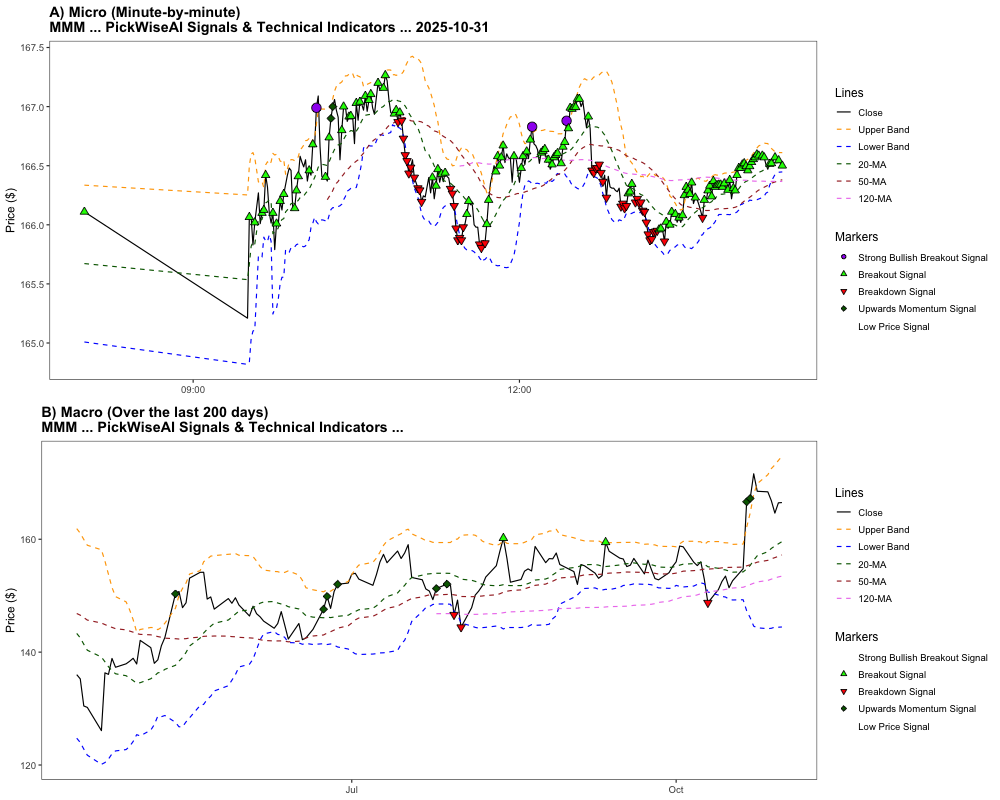 A) Micro (Minute-by-minute)
MMM ... PickWiseAI Signals & Technical Indicators ... 2025-10-31
Price ($)
167.5
167.0
166.5
166.0
165.5
165.0
09:00
12:00
Lines
Close
Upper Band
Lower Band
20-MA
50-MA
120-MA
Markers
Strong Bullish Breakout Signal
Breakout Signal
Breakdown Signal
Upwards Momentum Signal
Low Price Signal
B) Macro (Over the last 200 days)
MMM ... PickWiseAI Signals & Technical Indicators ...
Price ($)
160
140
120
Jul
Oct
Lines
Close
Upper Band
Lower Band
20-MA
50-MA
120-MA
Markers
Strong Bullish Breakout Signal
Breakout Signal
Breakdown Signal
Upwards Momentum Signal
Low Price Signal